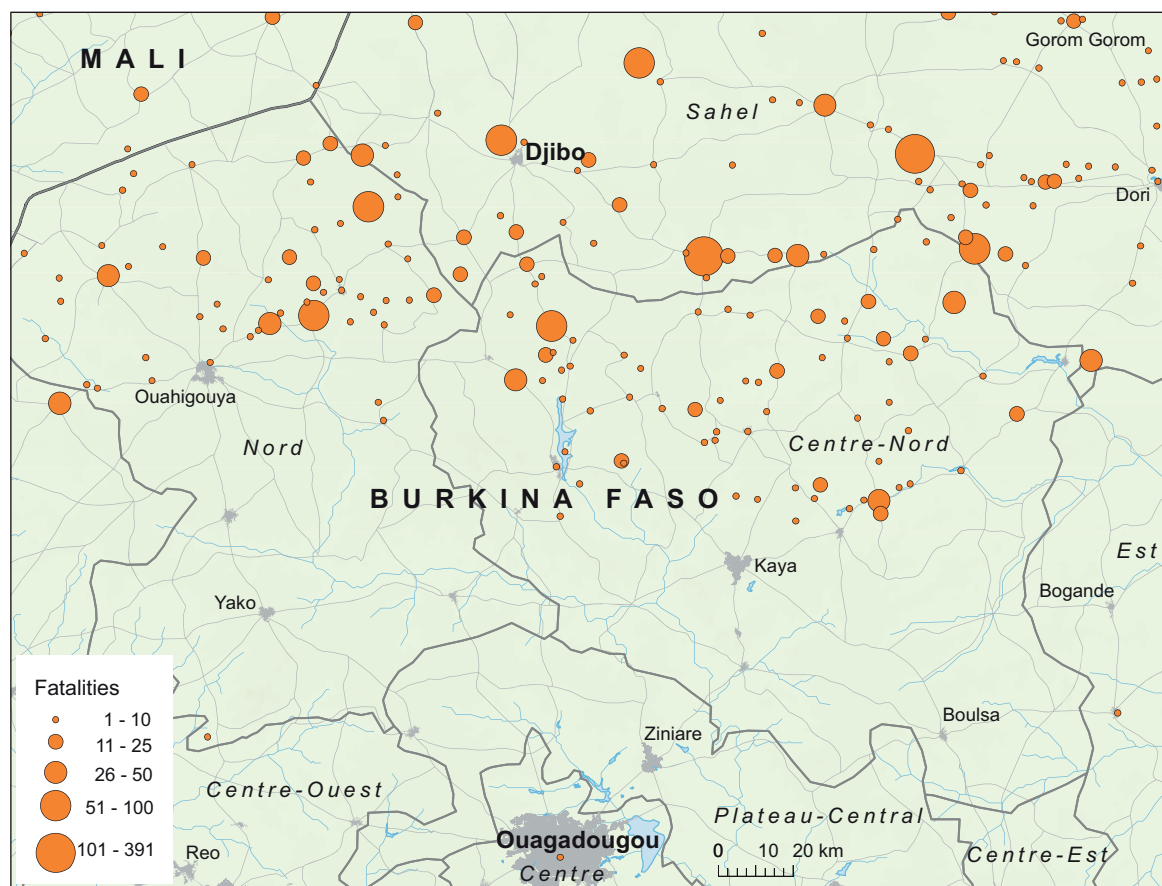 MALI
Gorom Gorom
Sahel
Djibo
Dori
Ouahigouya
Nord
Centre-Nord
BURKINA FASO
Kaya
Est
Bogande
Yako
Fatalities
1 - 10
11 - 25
26 - 50
51 - 100
101 - 391
Boulsa
Ziniare
Centre-Ouest
Plateau-Central
Ouagadougou
0 10 20 km
Reo
Centre
Centre-Est